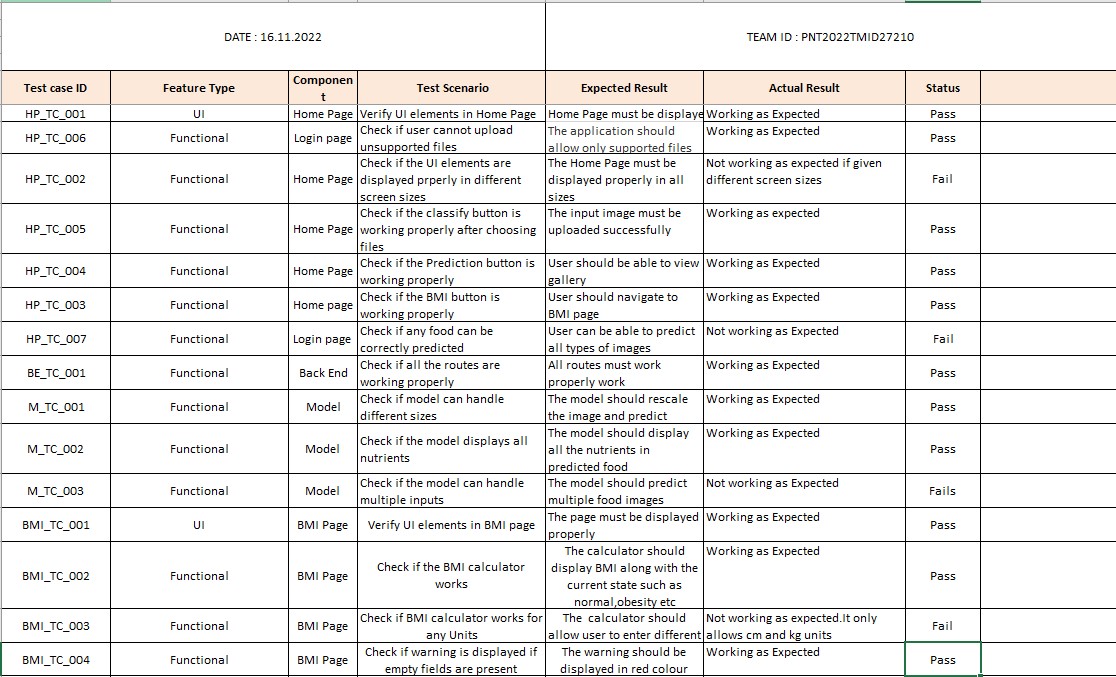 DATE : 16.11.2022 TEAM ID : PNT2022TMID27210
Test case ID Feature Type Componen
t Test Scenario Expected Result Actual Result Status
HP_TC_001 UI Home Page Verify UI elements in Home Page Home Page must be displaye Working as Expected Pass
HP_TC_006 Functional Login page Check if user cannot upload
unsupported files The application should
allow only supported files Working as Expected Pass
HP_TC_002 Functional Home Page Check if the UI elements are
displayed prperly in different
screen sizes The Home Page must be
displayed properly in all
sizes Not working as expected if given
different screen sizes Fail
HP_TC_005 Functional Home Page Check if the classify button is
working properly after choosing
files The input image must be
uploaded successfully Working as expected Pass
HP_TC_004 Functional Home Page Check if the Prediction button is
working properly User should be able to view
gallery Working as Expected Pass
HP_TC_003 Functional Home page Check if the BMI button is
working properly User should navigate to
BMI page Working as Expected Pass
HP_TC_007 Functional Login page Check if any food can be
correctly predicted User can be able to predict
all types of images Not working as Expected Fail
BE_TC_001 Functional Back End Check if all the routes are
working properly All routes must work
properly work Working as Expected Pass
M_TC_001 Functional Model Check if model can handle
different sizes The model should rescale
the image and predict Working as Expected Pass
M_TC_002 Functional Model Check if the model displays all
nutrients The model should display
all the nutrients in
predicted food Working as Expected Pass
M_TC_003 Functional Model Check if the model can handle
multiple inputs The model should predict
multiple food images Not working as Expected Fails
BMI_TC_001 UI BMI Page Verify UI elements in BMI page The page must be displayed
properly Working as Expected Pass
BMI_TC_002 Functional BMI Page Check if the BMI calculator
works The calculator should
display BMI along with the
current state such as
normal,obesity etc Working as Expected Pass
BMI_TC_003 Functional BMI Page Check if BMI calculator works for
any Units The calculator should
allow user to enter different Not working as expected.It only
allows cm and kg units Fail
BMI_TC_004 Functional BMI Page Check if warning is displayed if
empty fields are present The warning should be
displayed in red colour Working as Expected Pass